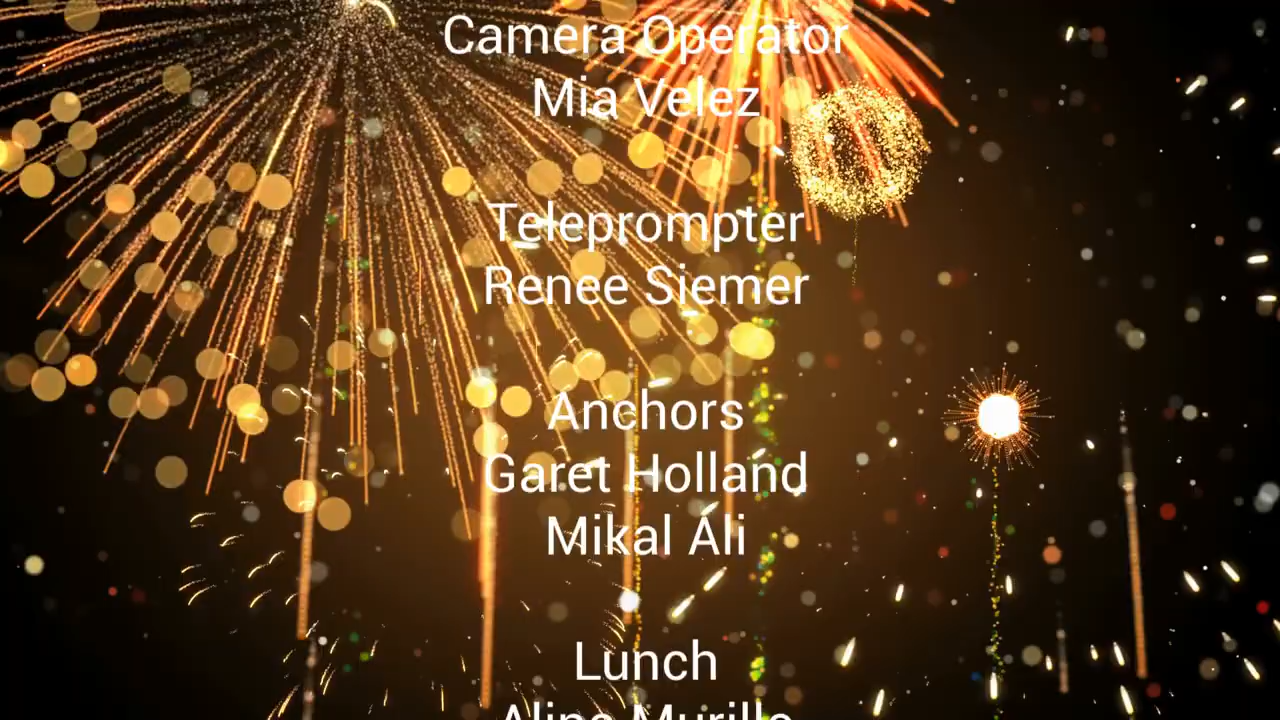 Camera Operator
Mia Velez
Teleprompter
Renee Siemer
Anchors
Garet Holland
Mikal Ali
Lunch